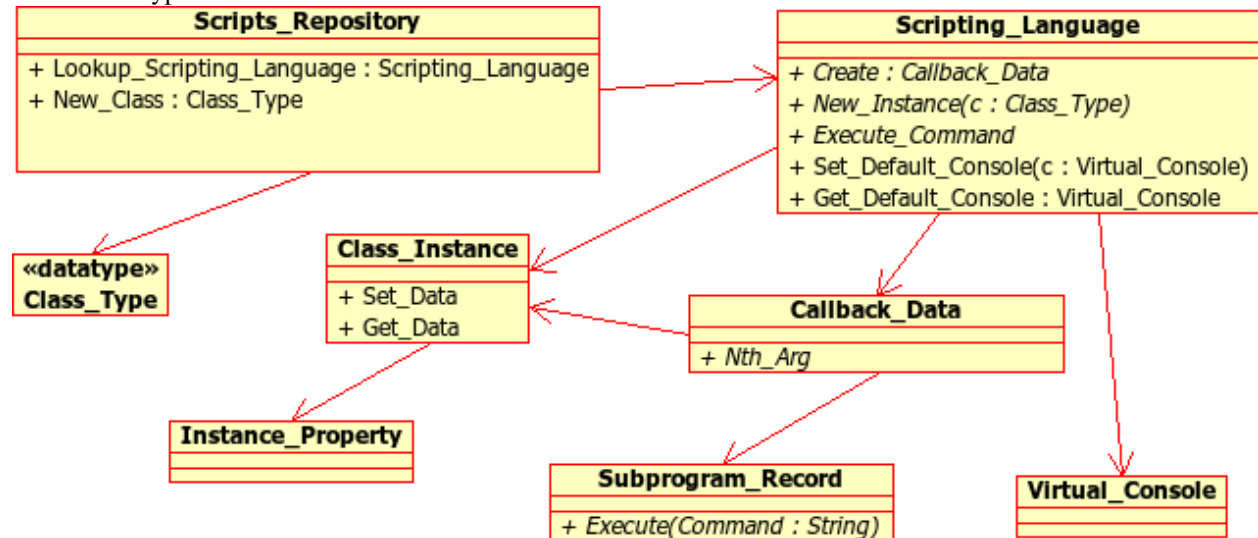 Scripts_Repository
+ Lookup_Scripting_Language : Scripting_Language
+ New_Class : Class_Type
Scripting_Language
+ Create : Callback_Data
+ New_Instance(c : Class_Type)
+ Execute_Command
+ Set_Default_Console(c : Virtual_Console)
+ Get_Default_Console : Virtual_Console
«datatype»
Class_Type
Class_Instance
+ Set_Data
+ Get_Data
Callback_Data
+ Nth_Arg
Instance_Property
Subprogram_Record
+ Execute(Command : String)
Virtual_Console